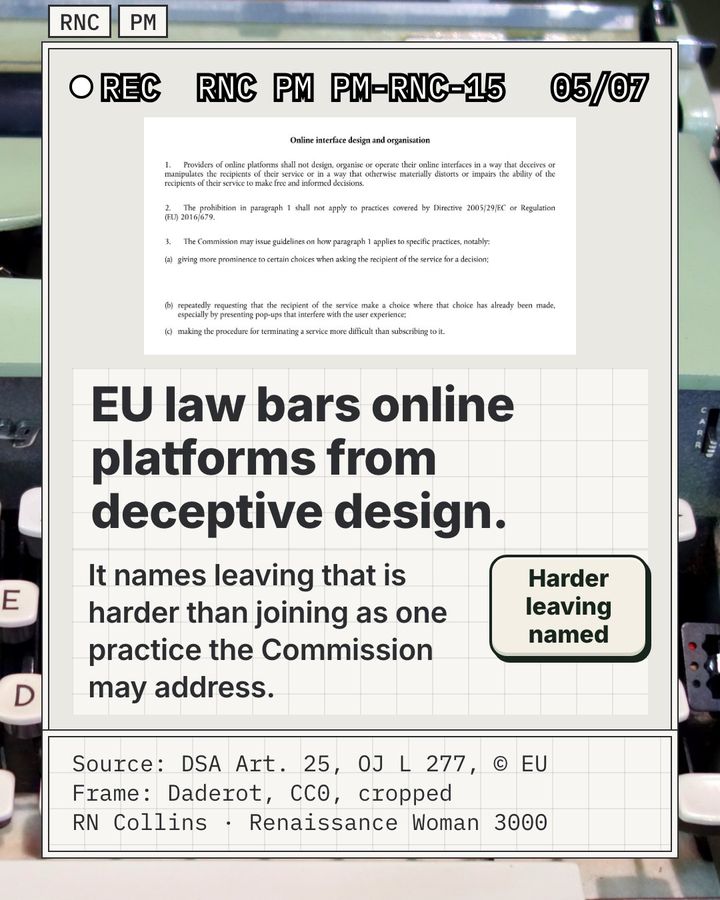 RNC PM
REC RNC PM PM-RNC-15 05/07
Online interface design and organisation
1. Providers of online platforms shall not design, organise or operate their online interfaces in a way that deceives or
manipulates the recipients of their service or in a way that otherwise materially distorts or impairs the ability of the
recipients of their service to make free and informed decisions.
2. The prohibition in paragraph 1 shall not apply to practices covered by Directive 2005/29/EC or Regulation
(EU) 2016/679.
3. The Commission may issue guidelines on how paragraph 1 applies to specific practices, notably:
(a) giving more prominence to certain choices when asking the recipient of the service for a decision;
(b) repeatedly requesting that the recipient of the service make a choice where that choice has already been made,
especially by presenting pop-ups that interfere with the user experience;
(c) making the procedure for terminating a service more difficult than subscribing to it.
EU law bars online
platforms from
deceptive design.
It names leaving that is
harder than joining as one
practice the Commission
may address.
Harder
leaving
named
E
D
Source: DSA Art. 25, OJ L 277, © EU
Frame: Daderot, CC0, cropped
RN Collins · Renaissance Woman 3000